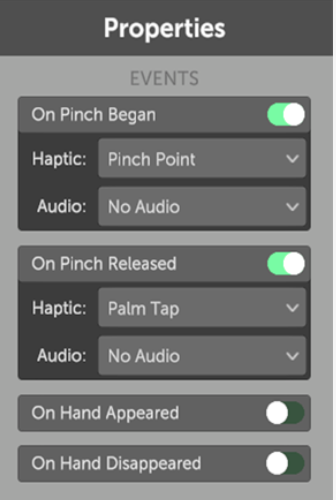 Properties
EVENTS
On Pinch Began
Haptic: Pinch Point
Audio: No Audio
On Pinch Released
Haptic: Palm Tap
Audio: No Audio
On Hand Appeared
On Hand Disappeared